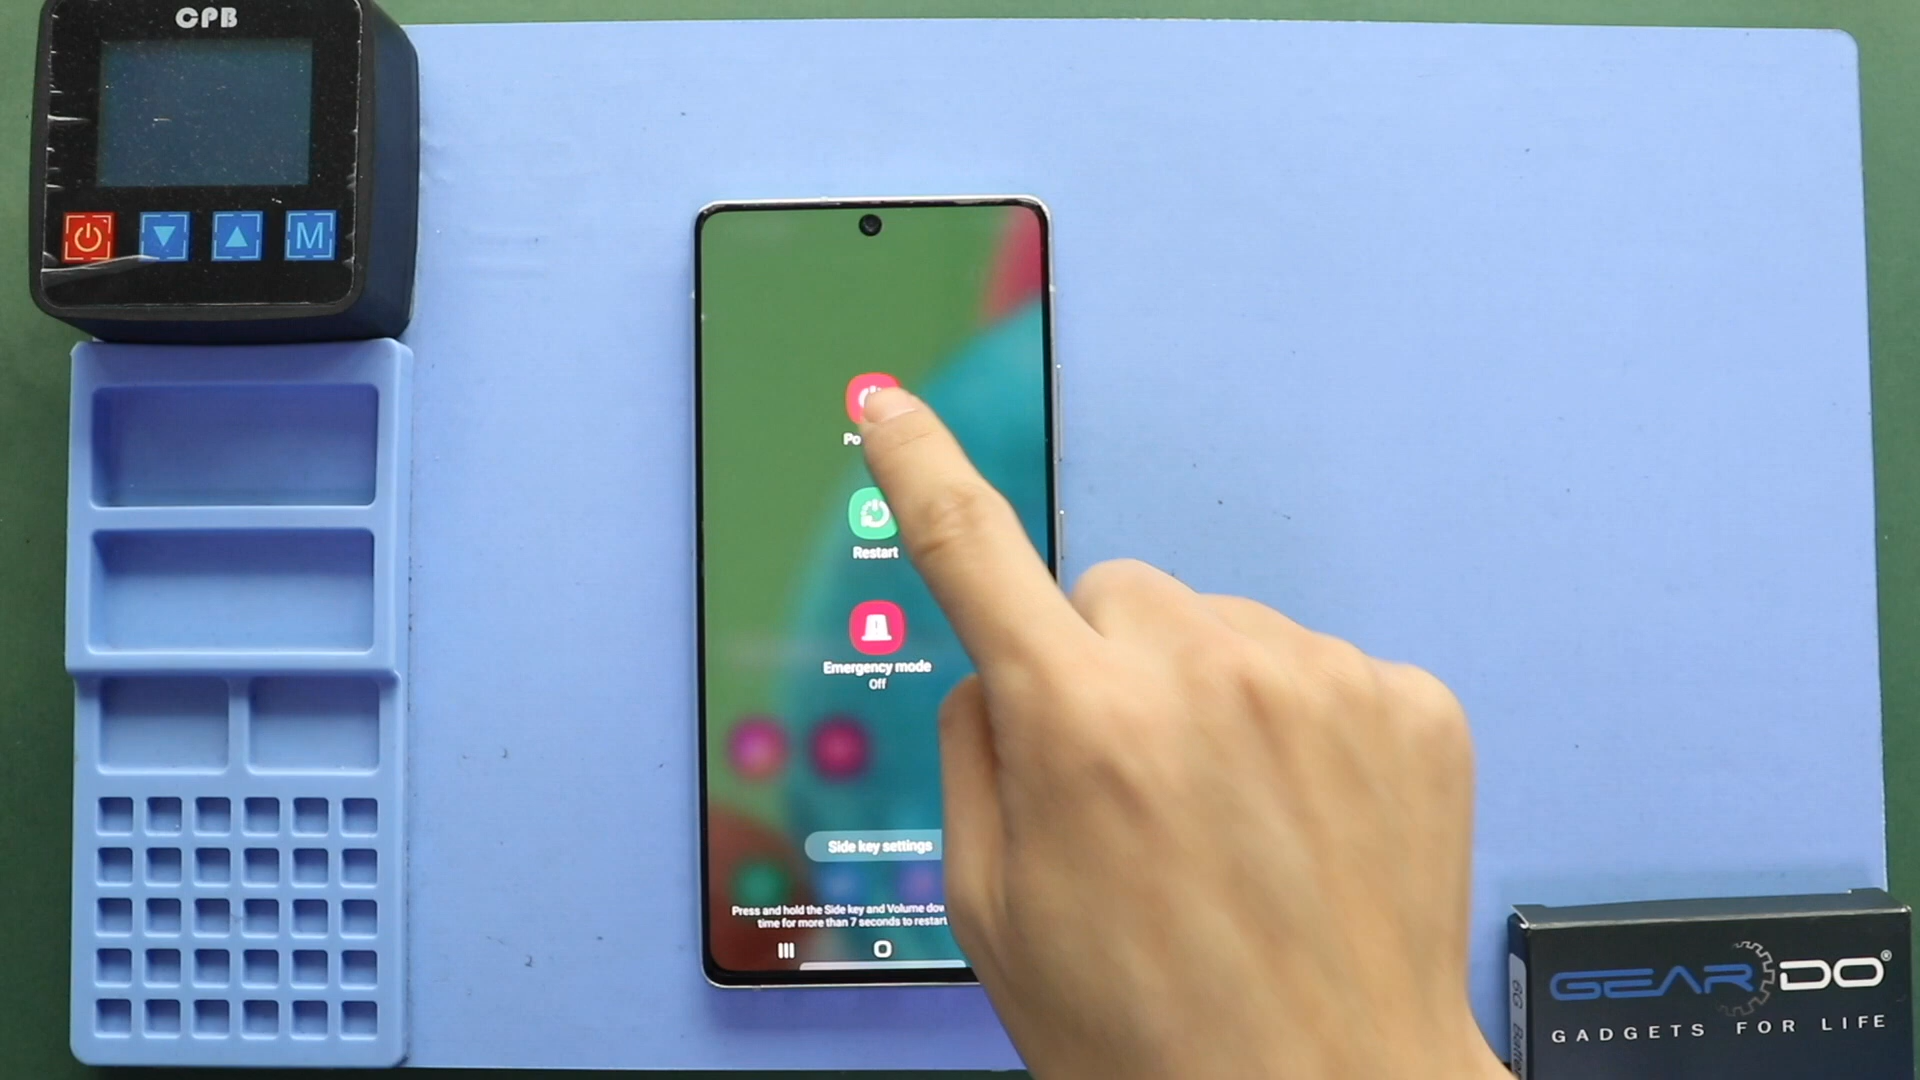 CPB
M
Po
Restart
Emergency mode
Off
Side key settings
Press and hold the Side key and Volume
time for more than 7 seconds to restart
GEARDO®
GADGETS FOR LIFE
6G